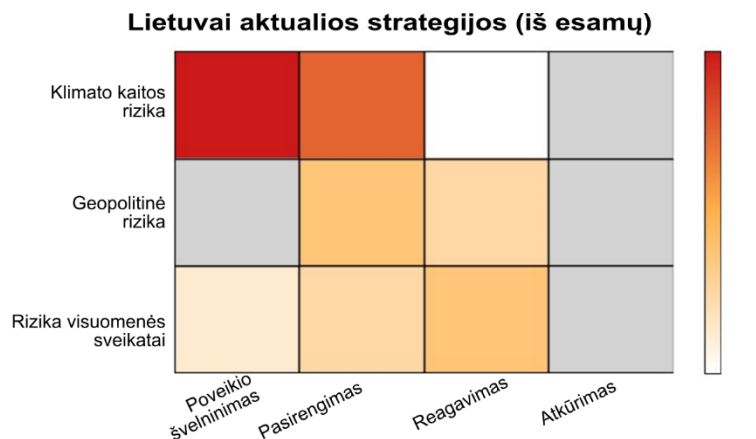 Lietuvai aktualios strategijos (iš esamų)
Klimato kaitos
rizika
Geopolitinė
rizika
Rizika visuomenės
sveikatai
Poveikio
švelninimas
Pasirengimas
Reagavimas
Atkūrimas